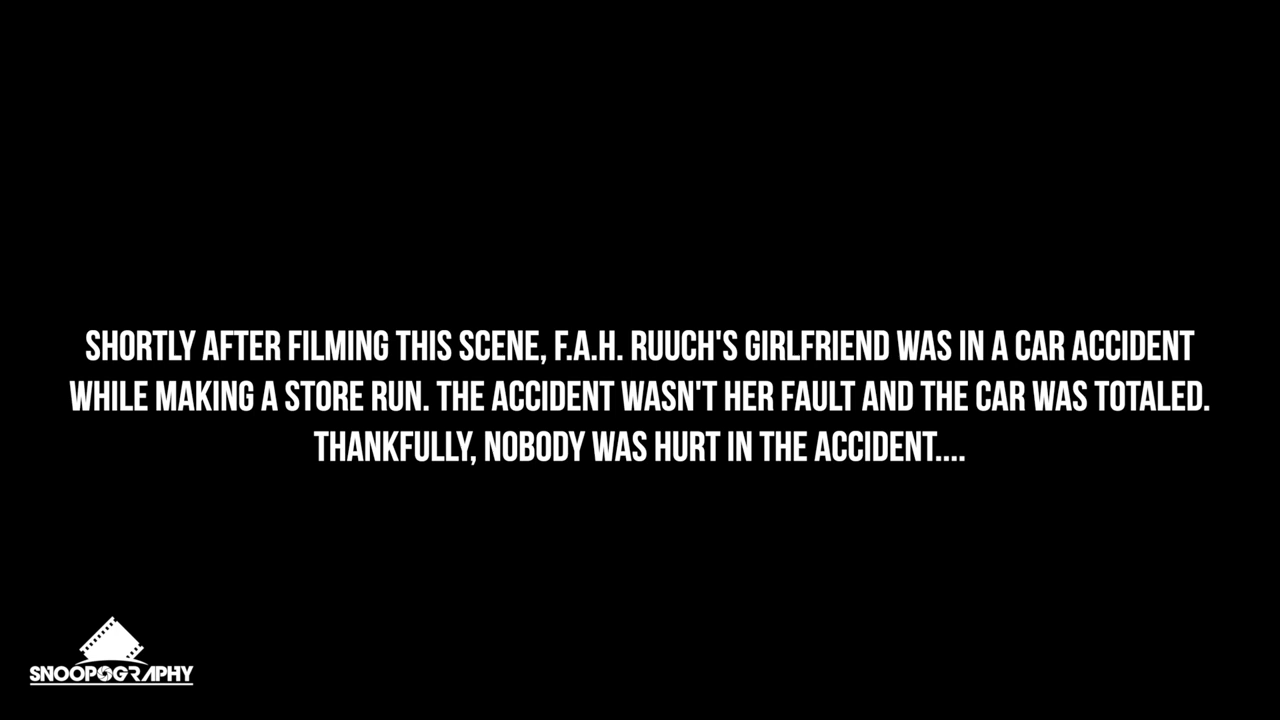 SHORTLY AFTER FILMING THIS SCENE, F.A.H. RUUCH'S GIRLFRIEND WAS IN A CAR ACCIDENT
WHILE MAKING A STORE RUN. THE ACCIDENT WASN'T HER FAULT AND THE CAR WAS TOTALED.
THANKFULLY, NOBODY WAS HURT IN THE ACCIDENT....
SNOOPOGRAPHY